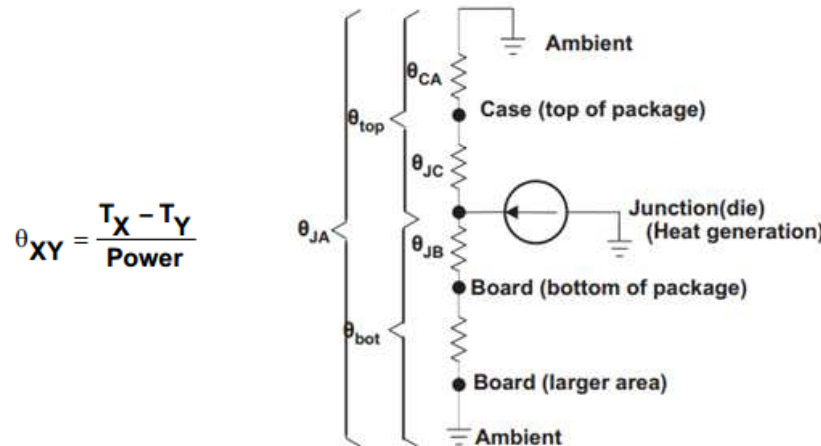 Ambient
θCA
Case (top of package)
θtop
θJC
θXY = TX − TY / Power
θJA
Junction(die)
(Heat generation)
θJB
Board (bottom of package)
θbot
Board (larger area)
Ambient